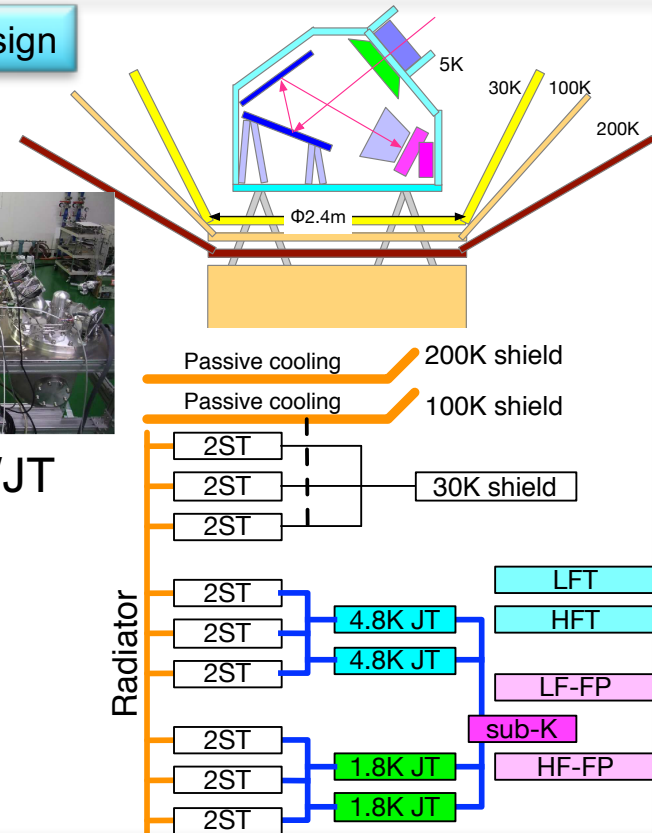 sign
5K
30K
100K
200K
Φ2.4m
Passive cooling
200K shield
Passive cooling
100K shield
/JT
2ST
2ST
30K shield
2ST
Radiator
2ST
LFT
2ST
4.8K JT
HFT
2ST
4.8K JT
LF-FP
sub-K
2ST
1.8K JT
HF-FP
2ST
1.8K JT
2ST